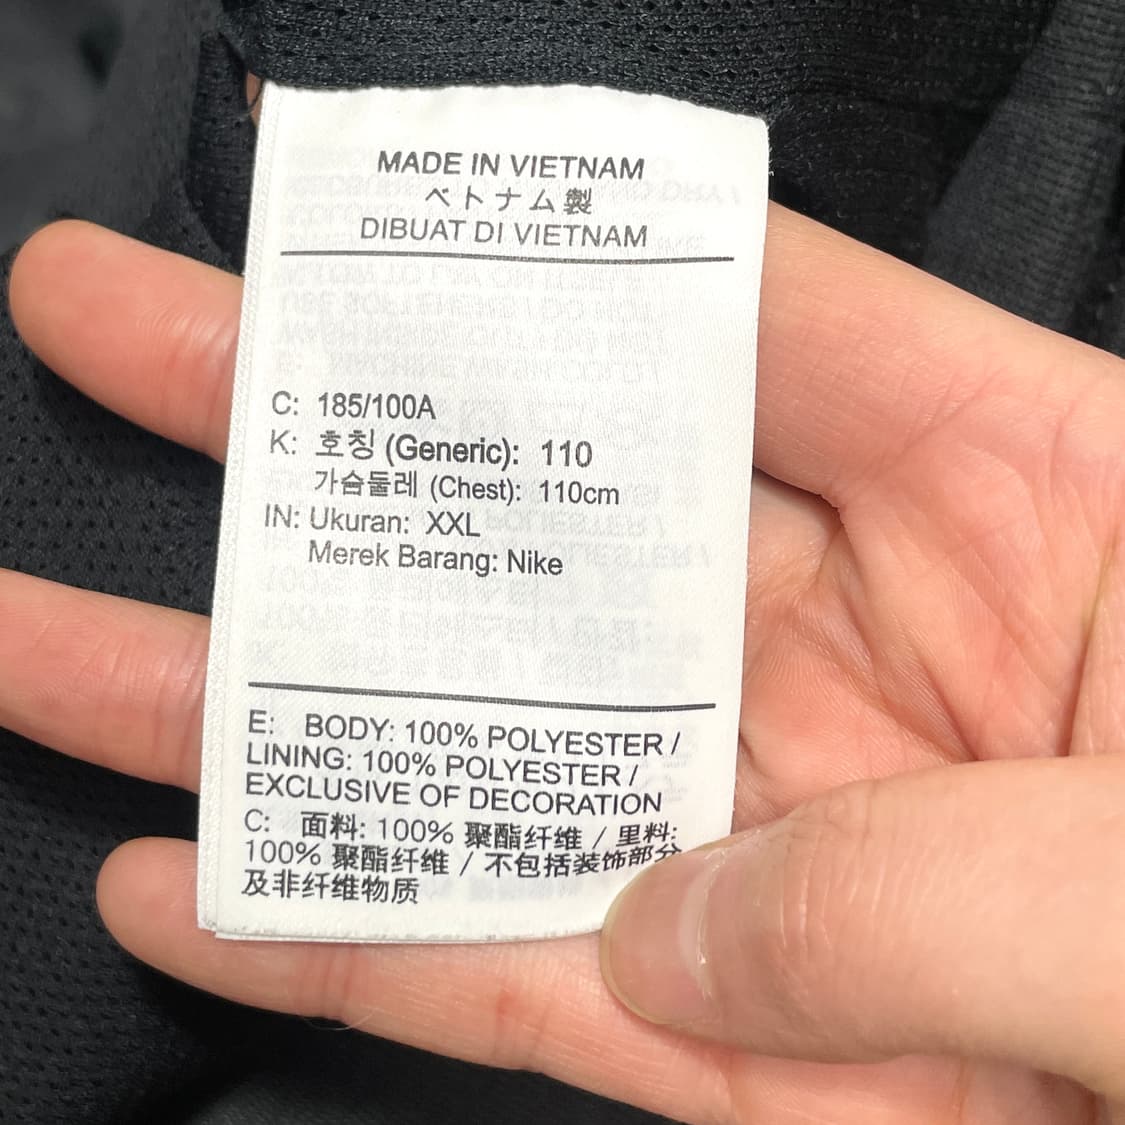 MADE IN VIETNAM
ベトナム製
DIBUAT DI VIETNAM
C: 185/100A
K: 호칭 (Generic): 110
가슴둘레 (Chest): 110cm
IN: Ukuran: XXL
Merek Barang: Nike
E: BODY: 100% POLYESTER /
LINING: 100% POLYESTER /
EXCLUSIVE OF DECORATION
C: 面料: 100% 聚酯纤维 / 里料:
100% 聚酯纤维 / 不包括装饰部分
及非纤维物质